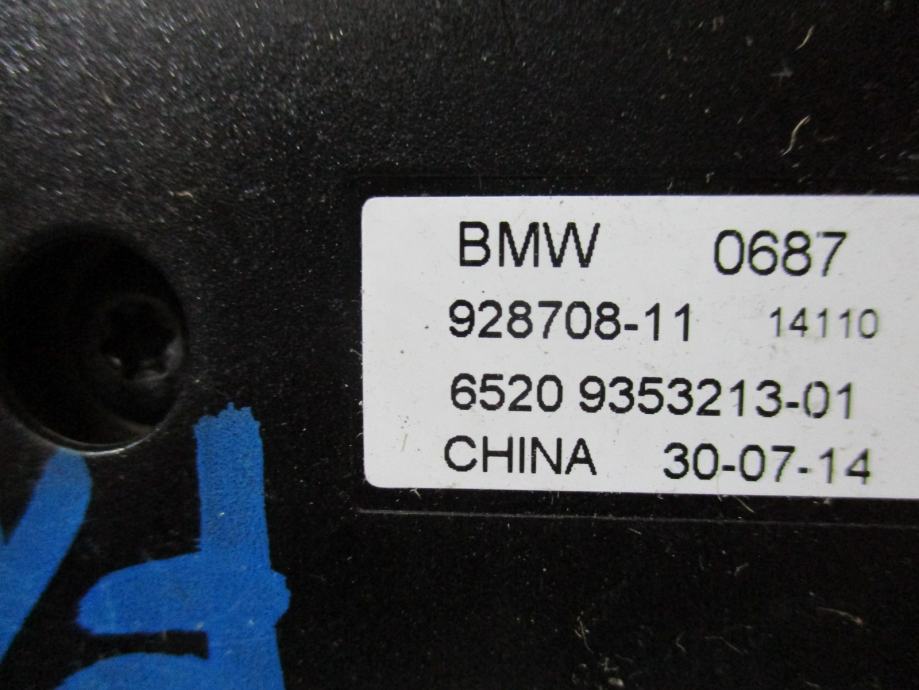 BMW 0687
928708-11 14110
6520 9353213-01
CHINA 30-07-14